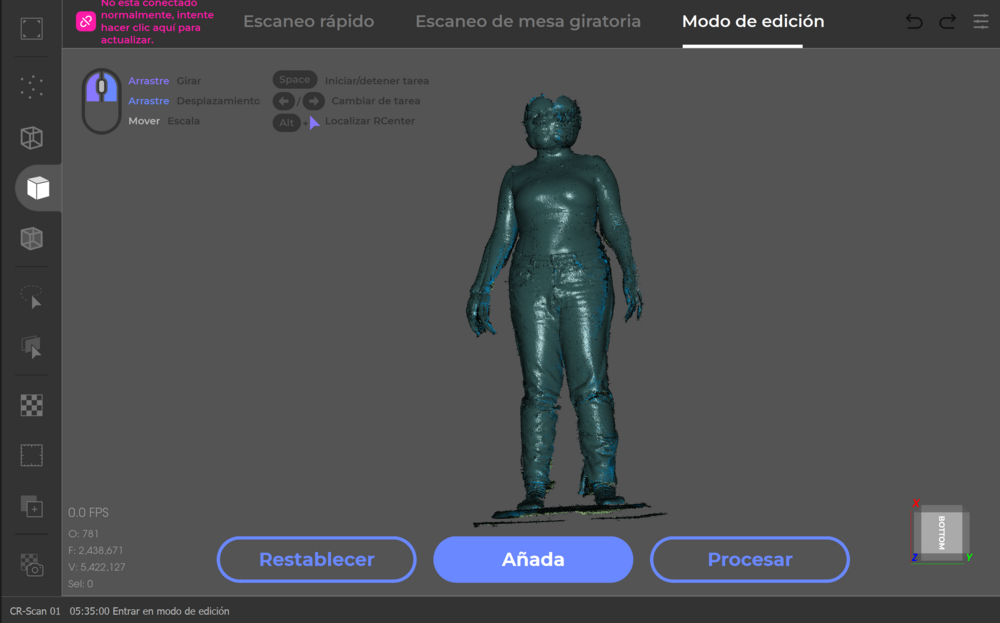 No está conectado
normalmente, intente
hacer clic aquí para
actualizar.
Escaneo rápido
Escaneo de mesa giratoria
Modo de edición
Arrastre Girar
Arrastre Desplazamiento
Mover Escala
Space Iniciar/detener tarea
/ Cambiar de tarea
Alt + Localizar RCenter
0.0 FPS
O: 781
F: 2,438,671
V: 5,422,127
Sel: 0
Restablecer
Añada
Procesar
X
BOTTOM
Z
Y
CR-Scan 01 05:35:00 Entrar en modo de edición